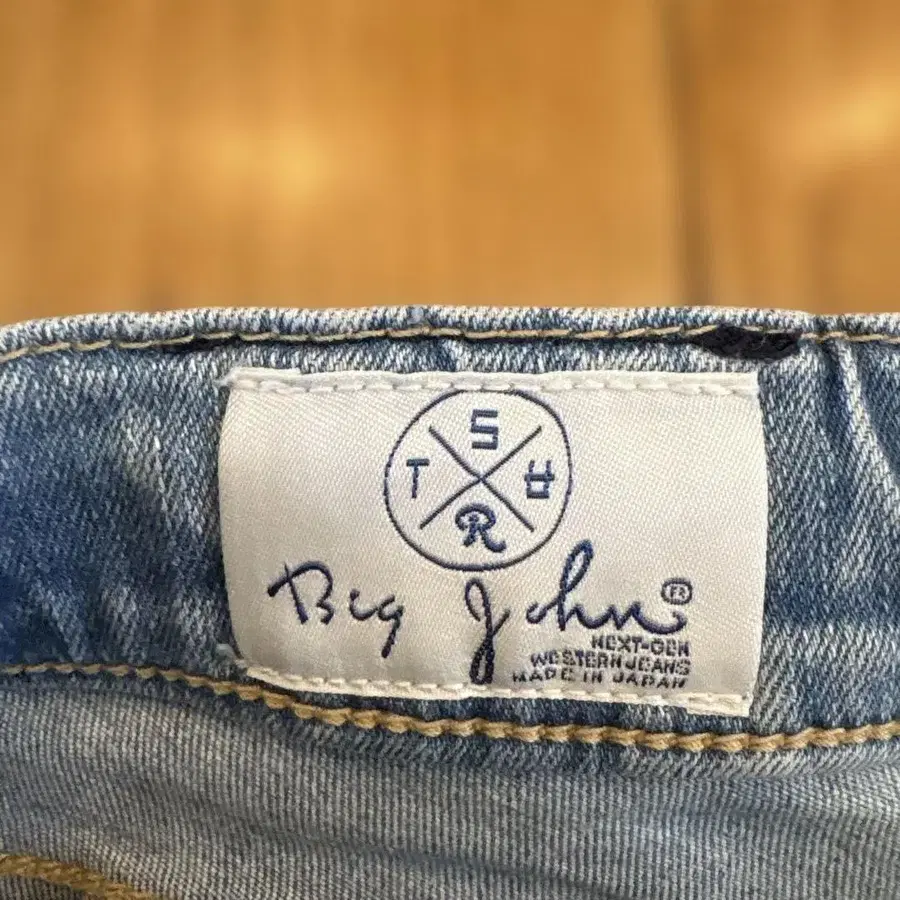 S
T H
R
Big John®
NEXT-GEN
WESTERN JEANS
MADE IN JAPAN